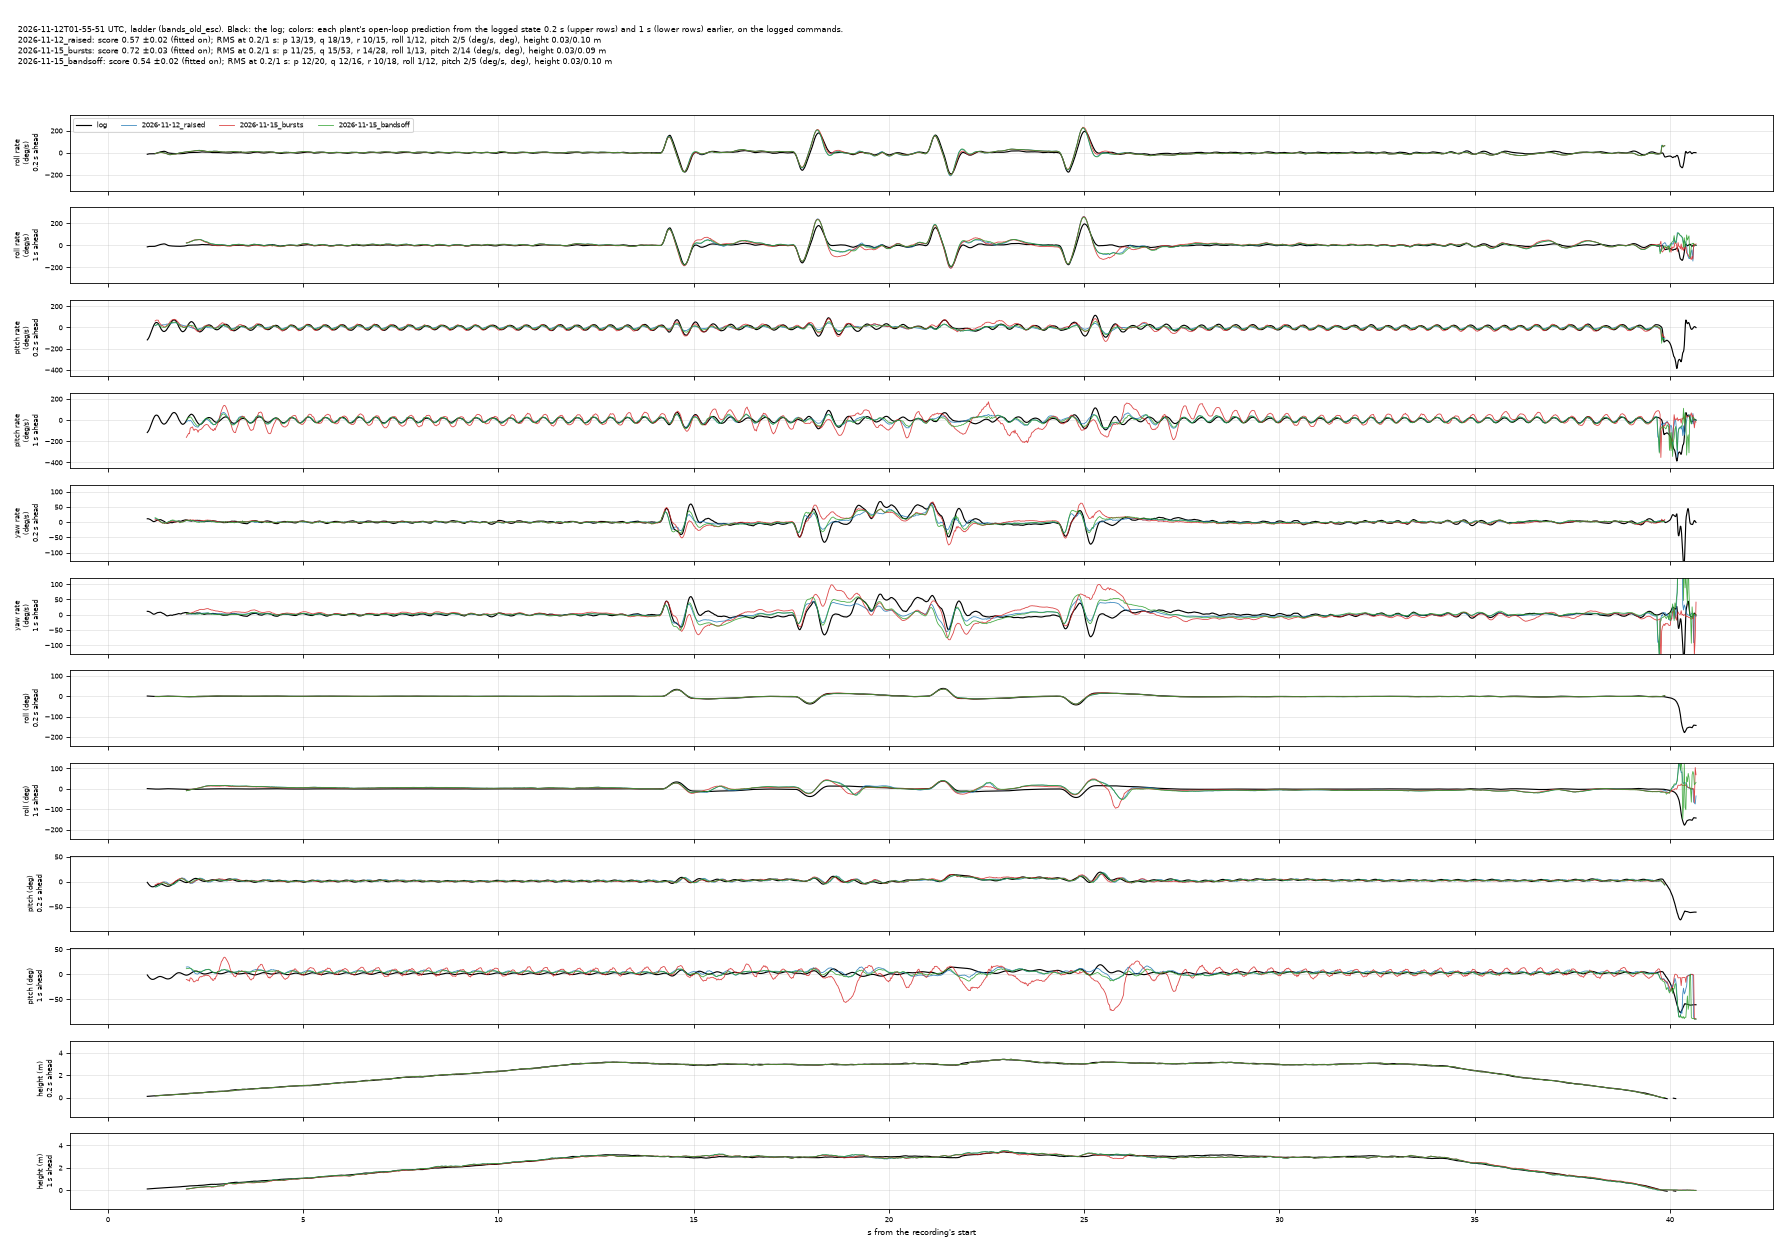 2026-11-12T01-55-51 UTC, ladder (bands_old_esc). Black: the log; colors: each plant's open-loop prediction from the logged state 0.2 s (upper rows) and 1 s (lower rows) earlier, on the logged commands.
2026-11-12_raised: score 0.57 ±0.02 (fitted on); RMS at 0.2/1 s: p 13/19, q 18/19, r 10/15, roll 1/12, pitch 2/5 (deg/s, deg), height 0.03/0.10 m
2026-11-15_bursts: score 0.72 ±0.03 (fitted on); RMS at 0.2/1 s: p 11/25, q 15/53, r 14/28, roll 1/13, pitch 2/14 (deg/s, deg), height 0.03/0.09 m
2026-11-15_bandsoff: score 0.54 ±0.02 (fitted on); RMS at 0.2/1 s: p 12/20, q 12/16, r 10/18, roll 1/12, pitch 2/5 (deg/s, deg), height 0.03/0.10 m
log 2026-11-12_raised 2026-11-15_bursts 2026-11-15_bandsoff
roll rate
(deg/s)
0.2 s ahead
200
0
−200
roll rate
(deg/s)
1 s ahead
200
0
−200
pitch rate
(deg/s)
0.2 s ahead
200
0
−200
−400
pitch rate
(deg/s)
1 s ahead
200
0
−200
−400
yaw rate
(deg/s)
0.2 s ahead
100
50
0
−50
−100
yaw rate
(deg/s)
1 s ahead
100
50
0
−50
−100
roll (deg)
0.2 s ahead
100
0
−100
−200
roll (deg)
1 s ahead
100
0
−100
−200
pitch (deg)
0.2 s ahead
50
0
−50
pitch (deg)
1 s ahead
50
0
−50
height (m)
0.2 s ahead
4
2
0
height (m)
1 s ahead
4
2
0
0 5 10 15 20 25 30 35 40
s from the recording's start